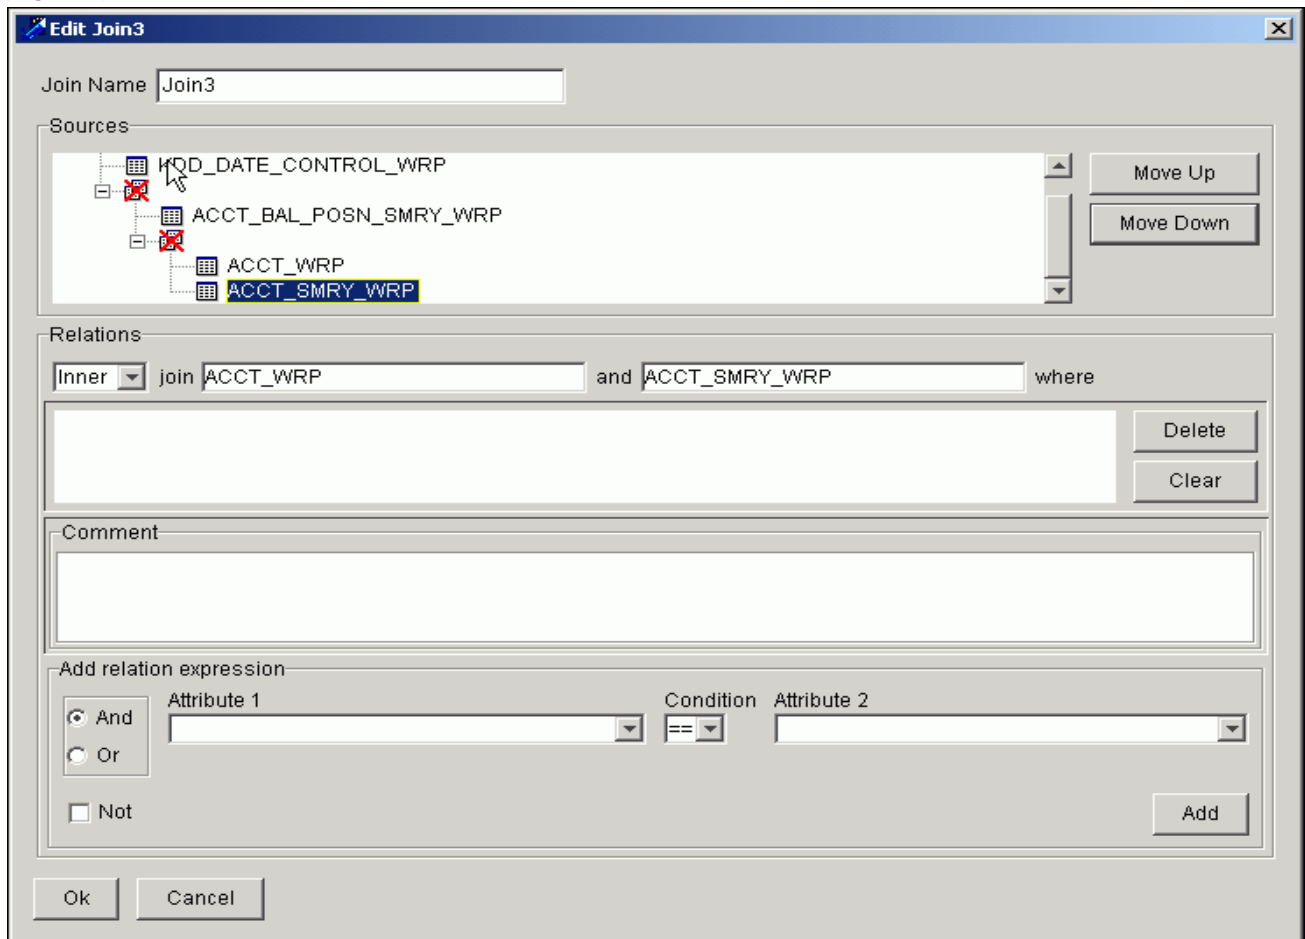 Edit Join3
Join Name Join3
Sources
KDD_DATE_CONTROL_WRP
Move Up
ACCT_BAL_POSN_SMRY_WRP
Move Down
ACCT_WRP
ACCT_SMRY_WRP
Relations
Inner join ACCT_WRP and ACCT_SMRY_WRP where
Delete
Clear
Comment
Add relation expression
Attribute 1 Condition Attribute 2
And
==
Or
Not
Add
Ok Cancel